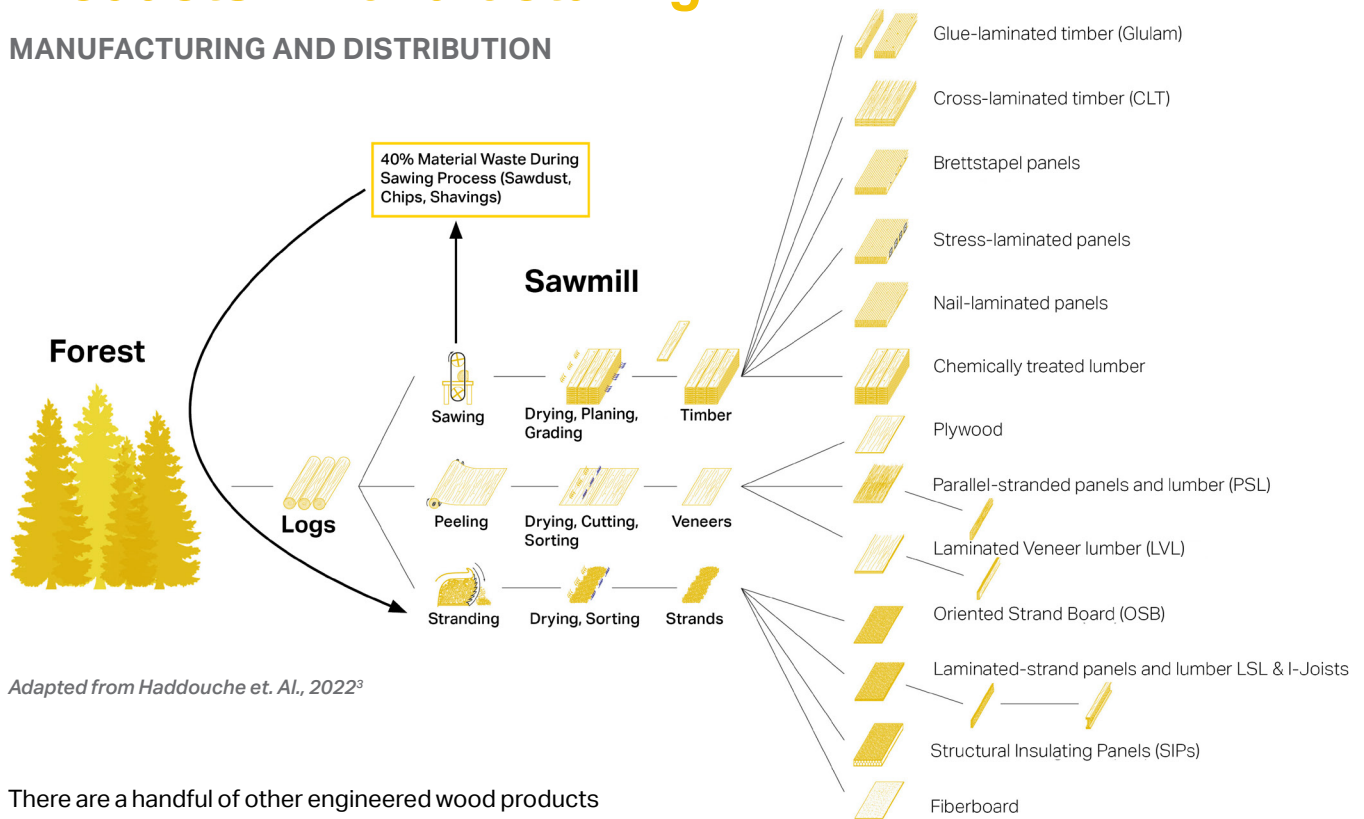 MANUFACTURING AND DISTRIBUTION
40% Material Waste During
Sawing Process (Sawdust,
Chips, Shavings)
Sawmill
Forest
Logs
Sawing
Drying, Planing,
Grading
Timber
Peeling
Drying, Cutting,
Sorting
Veneers
Stranding
Drying, Sorting
Strands
Glue-laminated timber (Glulam)
Cross-laminated timber (CLT)
Brettstapel panels
Stress-laminated panels
Nail-laminated panels
Chemically treated lumber
Plywood
Parallel-stranded panels and lumber (PSL)
Laminated Veneer lumber (LVL)
Oriented Strand Board (OSB)
Laminated-strand panels and lumber LSL & I-Joists
Structural Insulating Panels (SIPs)
Fiberboard
Adapted from Haddouche et. Al., 2022³
There are a handful of other engineered wood products